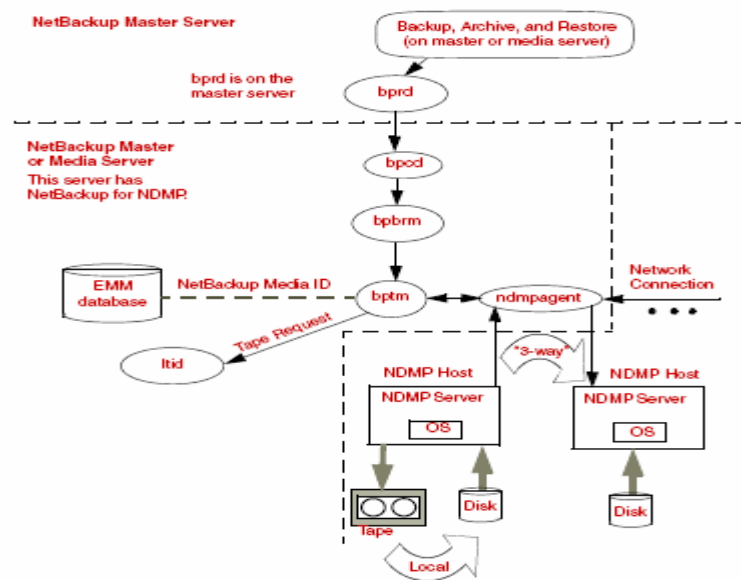 NetBackup Master Server
Backup, Archive, and Restore
(on master or media server)
bprd is on the
master server
bprd
NetBackup Master
or Media Server
This server has
NetBackup for NDMP.
bpcd
bpbrm
EMM
database
NetBackup Media ID
bptm
ndmpagent
Network
Connection
Tape Request
ltid
"3-way"
NDMP Host
NDMP Server
OS
NDMP Host
NDMP Server
OS
Tape
Disk
Disk
Local